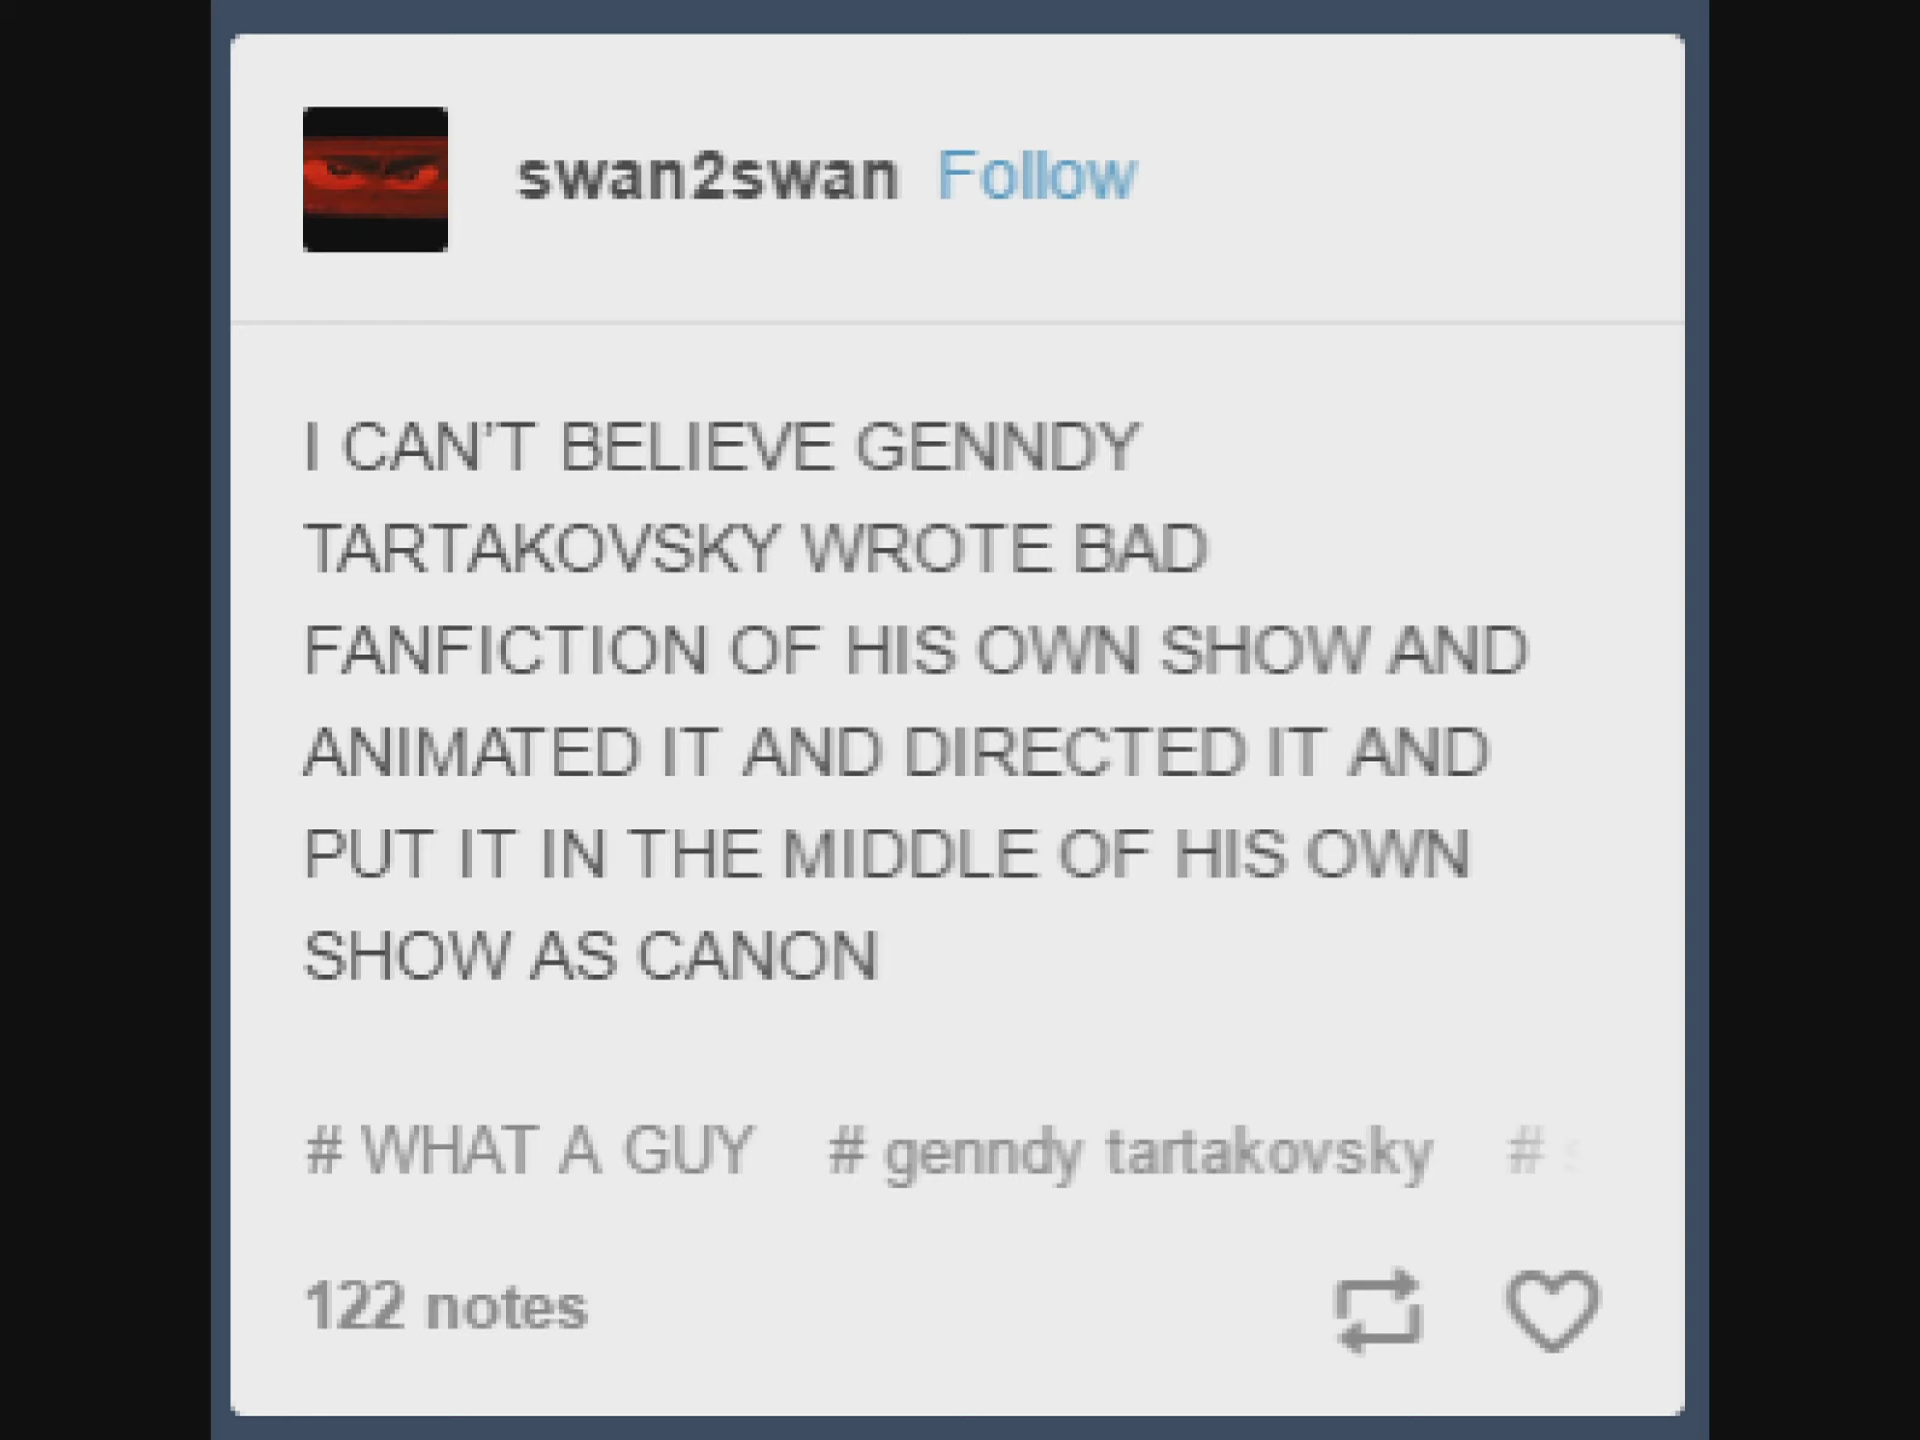 swan2swan Follow
I CAN'T BELIEVE GENNDY
TARTAKOVSKY WROTE BAD
FANFICTION OF HIS OWN SHOW AND
ANIMATED IT AND DIRECTED IT AND
PUT IT IN THE MIDDLE OF HIS OWN
SHOW AS CANON
# WHAT A GUY # genndy tartakovsky #
122 notes